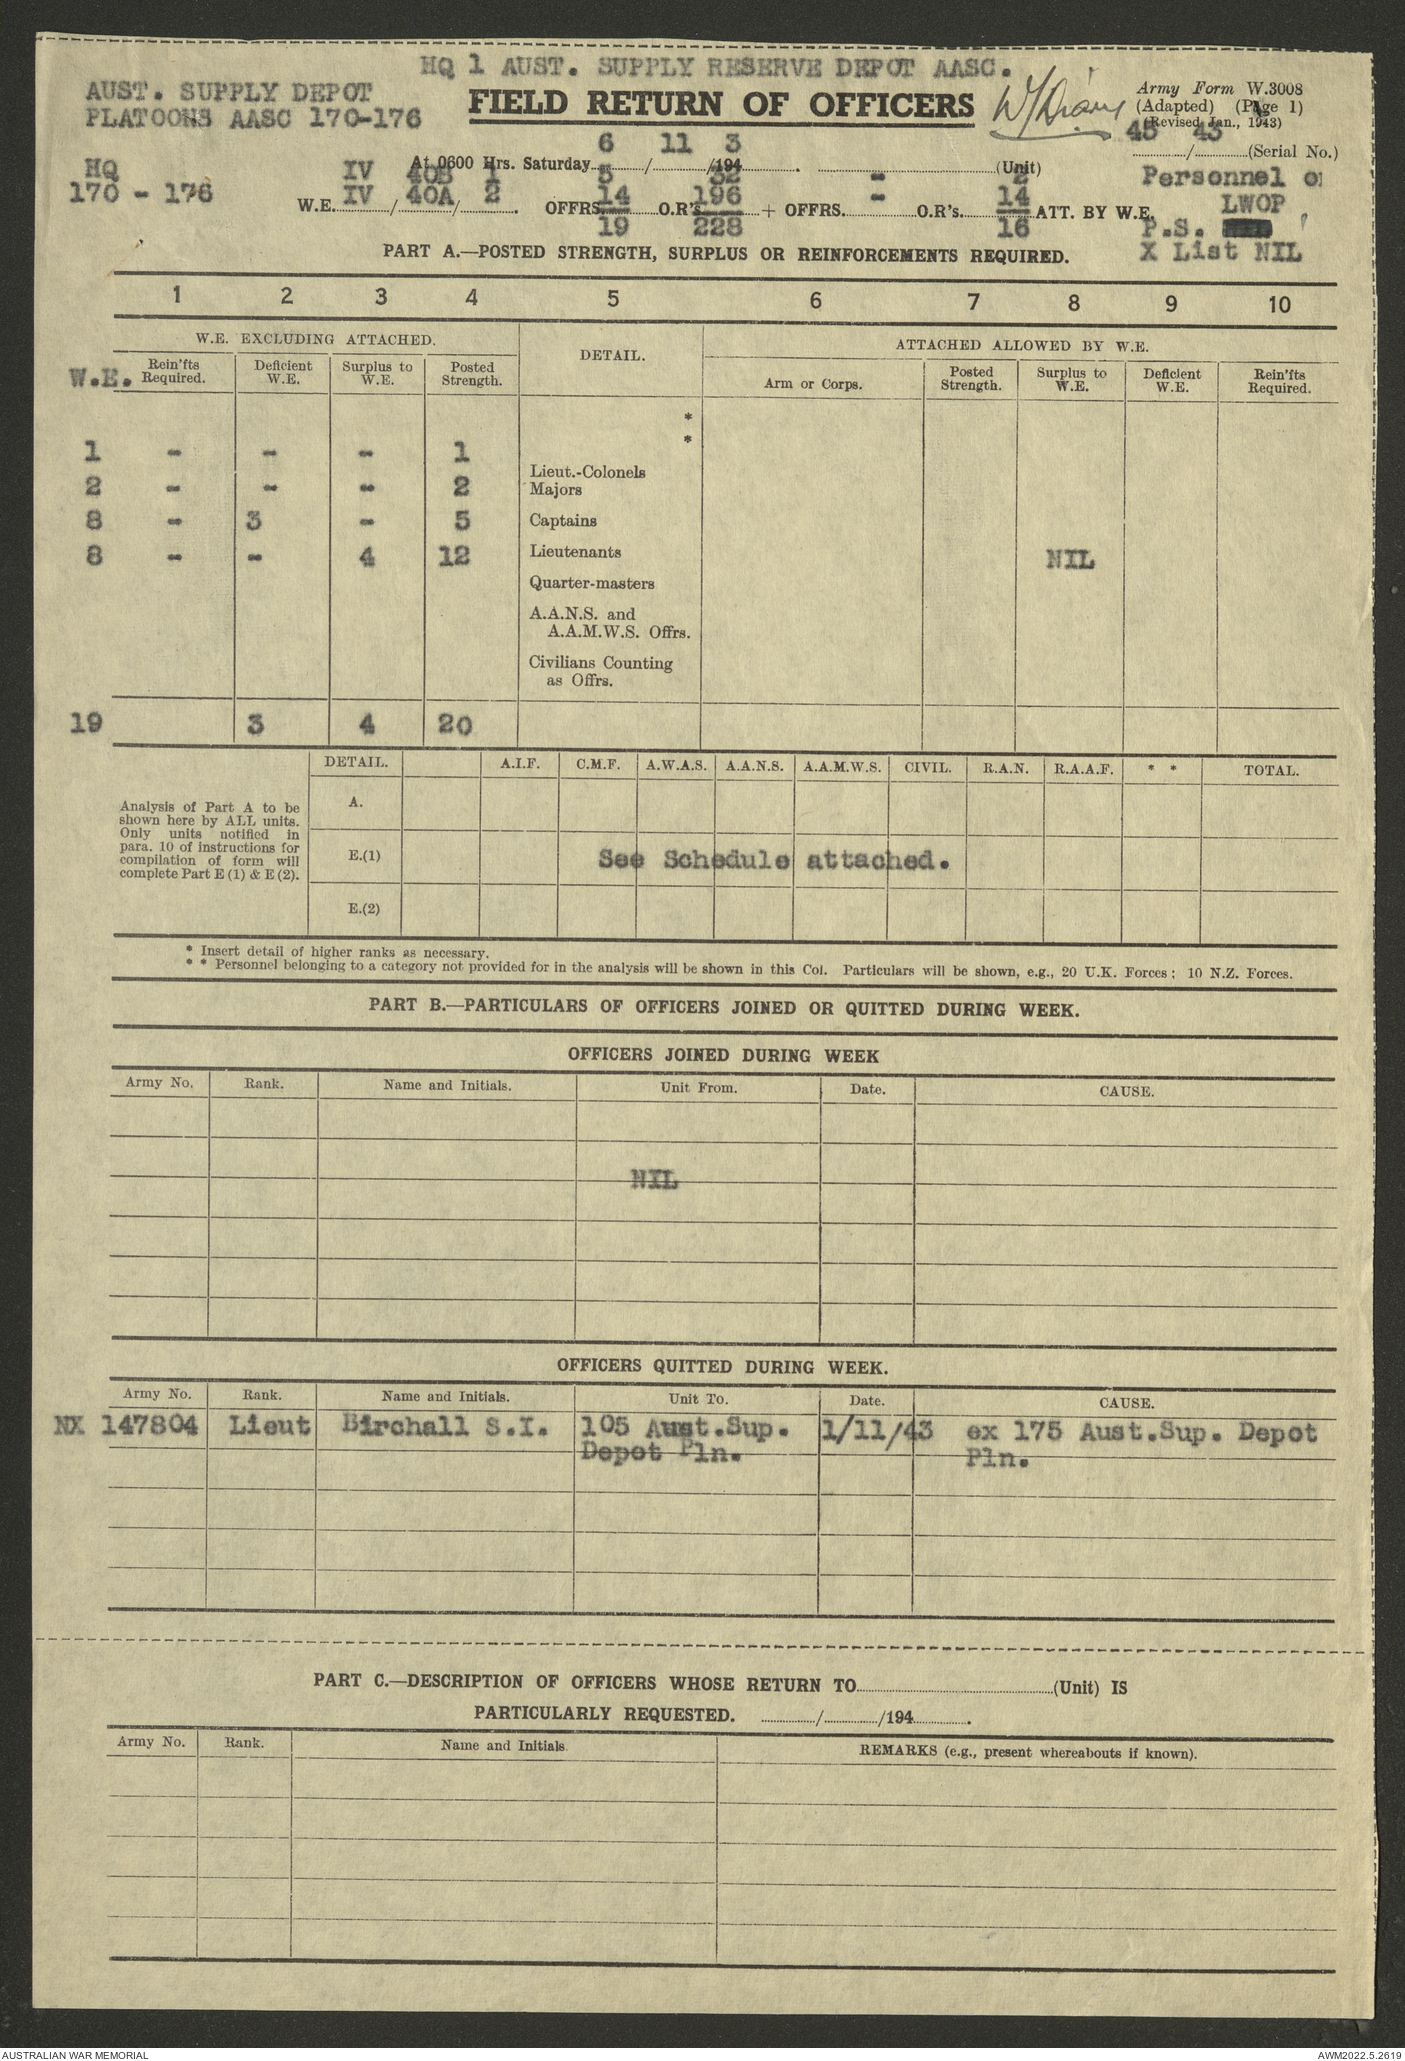 HQ 1 AUST. SUPPLY RESERVE DEPOT AASC.
AUST. SUPPLY DEPOT
PLATOONS AASC 170-176
FIELD RETURN OF OFFICERS
Army Form W.3008
(Adapted) (Page 1)
(Revised Jan., 1943)
45 43
............/............(Serial No.)
6 11 3
At 0600 Hrs. Saturday............/............/194............. (Unit)
HQ IV 40B 1 5 32 - 2 Personnel o
170 - 176 IV 40A 2 14 196 - 14 LWOP
W.E............/............/............ OFFRS............O.R's............ + OFFRS............O.R's............ATT. BY W.E.
19 228 16 P.S.
X List NIL
PART A.—POSTED STRENGTH, SURPLUS OR REINFORCEMENTS REQUIRED.
1 2 3 4 5 6 7 8 9 10
W.E. EXCLUDING ATTACHED. DETAIL. ATTACHED ALLOWED BY W.E.
W.E. Rein'fts Required. Deficient W.E. Surplus to W.E. Posted Strength. Arm or Corps. Posted Strength. Surplus to W.E. Deficient W.E. Rein'fts Required.
*
*
1 - - - 1 Lieut.-Colonels
2 - - - 2 Majors
8 - 3 - 5 Captains
8 - - 4 12 Lieutenants NIL
Quarter-masters
A.A.N.S. and
A.A.M.W.S. Offrs.
Civilians Counting
as Offrs.
19 3 4 20
DETAIL. A.I.F. C.M.F. A.W.A.S. A.A.N.S. A.A.M.W.S. CIVIL. R.A.N. R.A.A.F. * * TOTAL.
Analysis of Part A to be
shown here by ALL units.
Only units notified in
para. 10 of instructions for
compilation of form will
complete Part E (1) & E (2).
A.
E.(1) See Schedule attached.
E.(2)
* Insert detail of higher ranks as necessary.
* * Personnel belonging to a category not provided for in the analysis will be shown in this Col. Particulars will be shown, e.g., 20 U.K. Forces; 10 N.Z. Forces.
PART B.—PARTICULARS OF OFFICERS JOINED OR QUITTED DURING WEEK.
OFFICERS JOINED DURING WEEK
Army No. Rank. Name and Initials. Unit From. Date. CAUSE.
NIL
OFFICERS QUITTED DURING WEEK.
Army No. Rank. Name and Initials. Unit To. Date. CAUSE.
NX 147804 Lieut Birchall S.I. 105 Aust.Sup. 1/11/43 ex 175 Aust.Sup. Depot
Depot Pln. Pln.
PART C.—DESCRIPTION OF OFFICERS WHOSE RETURN TO............(Unit) IS
PARTICULARLY REQUESTED. ............/............/194.............
Army No. Rank. Name and Initials. REMARKS (e.g., present whereabouts if known).
AUSTRALIAN WAR MEMORIAL
AWM2022.5.2619